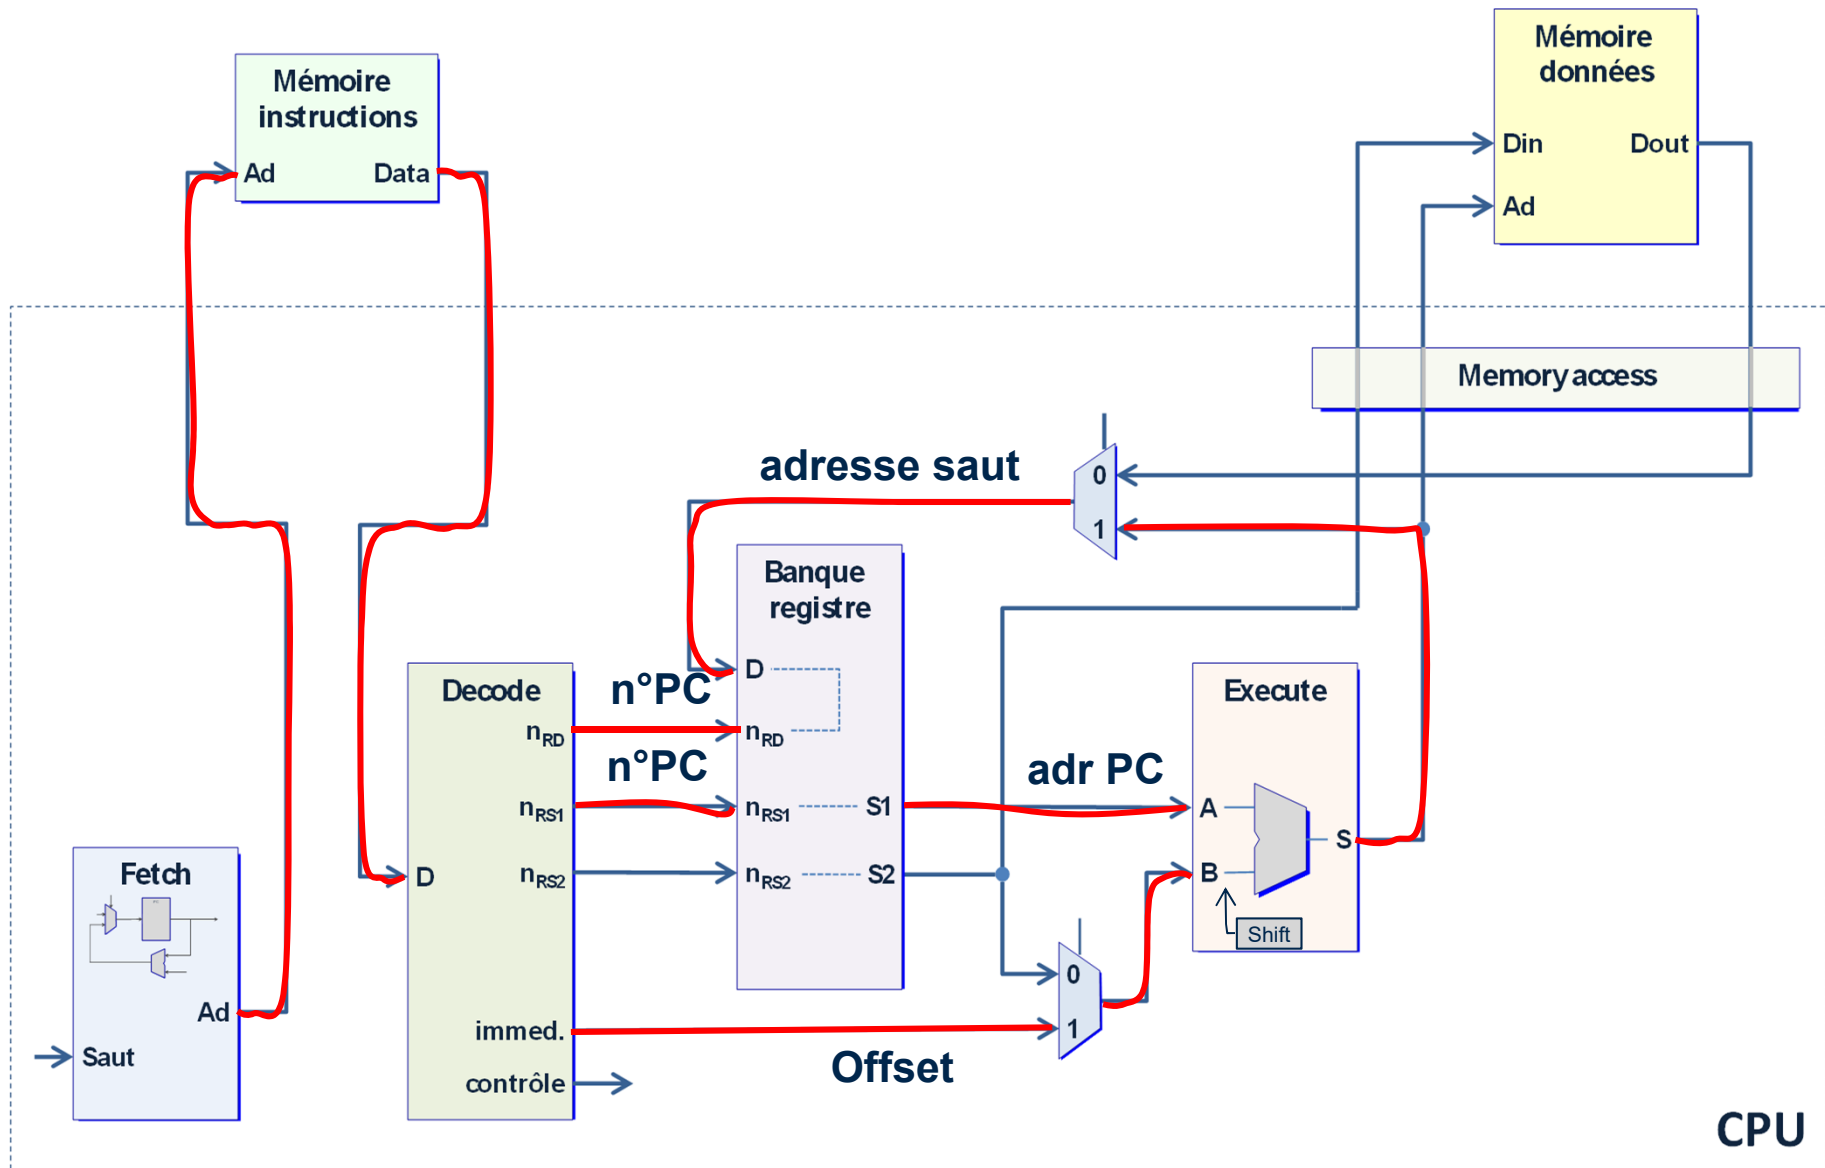 Mémoire
instructions
Ad
Data
Mémoire
données
Din
Dout
Ad
Memory access
adresse saut
0
1
Banque
registre
D
n°PC
nRD
nRD
n°PC
nRS1
nRS1
S1
nRS2
nRS2
S2
Decode
D
immed.
contrôle
Offset
0
1
adr PC
Execute
A
B
S
Shift
Fetch
Ad
Saut
CPU